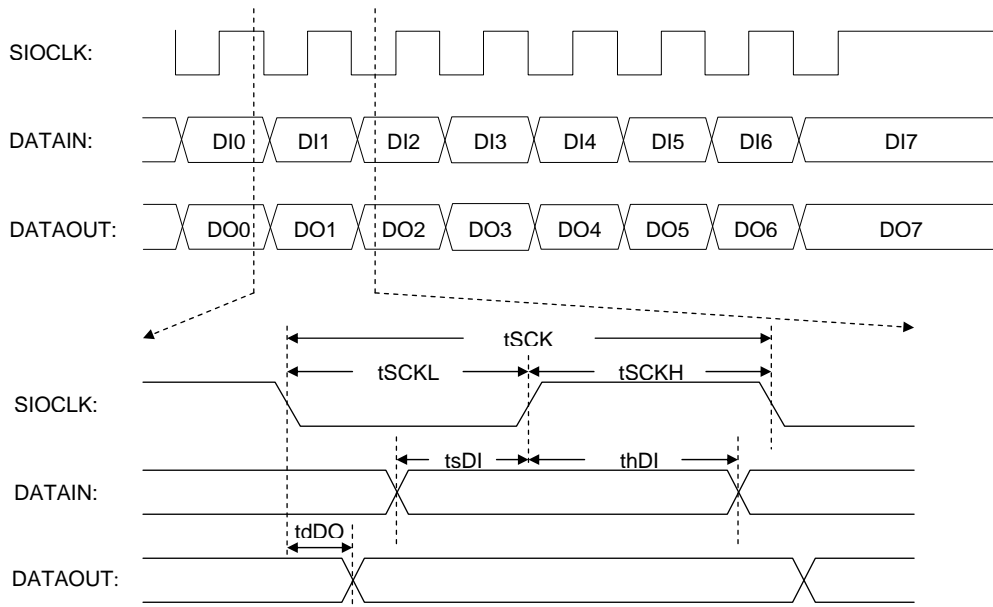 SIOCLK:
DATAIN: DI0 DI1 DI2 DI3 DI4 DI5 DI6 DI7
DATAOUT: DO0 DO1 DO2 DO3 DO4 DO5 DO6 DO7
tSCK
tSCKL tSCKH
SIOCLK:
tsDI thDI
DATAIN:
tdDO
DATAOUT: